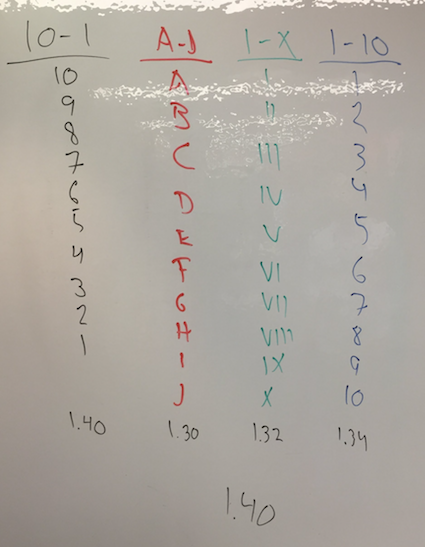 10-1 A-J I-X 1-10
10 A I 1
9 B II 2
8 C III 3
7 D IV 4
6 E V 5
5 F VI 6
4 G VII 7
3 H VIII 8
2 I IX 9
1 J X 10
1.40 1.30 1.32 1.34
1.40